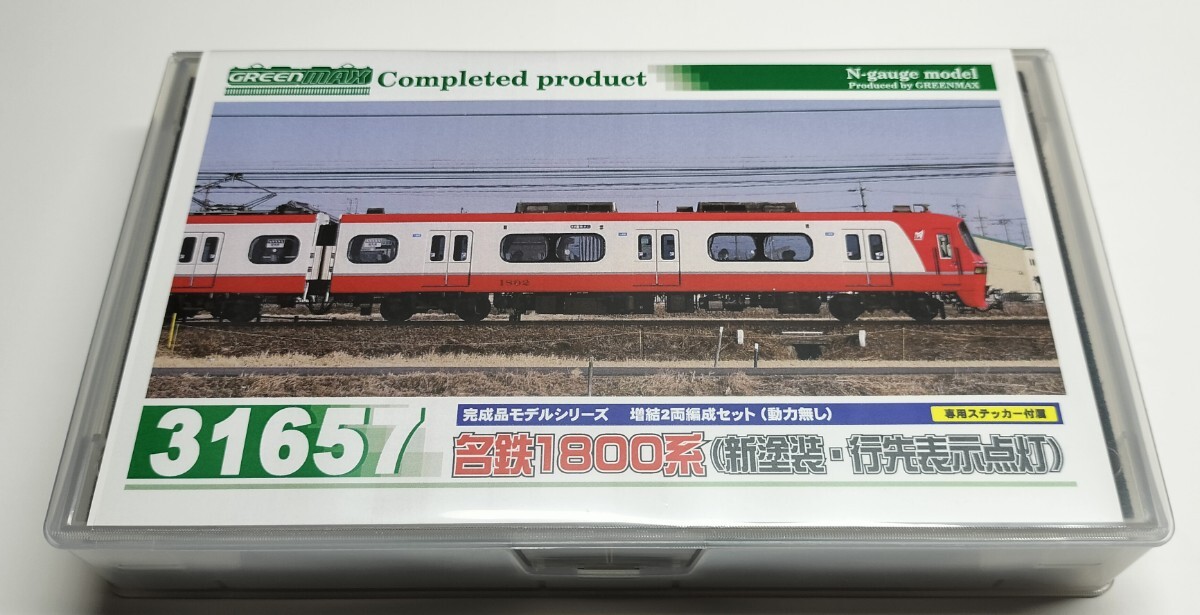 GREENMAX Completed product
N-gauge model
Produced by GREENMAX
1802
31657
完成品モデルシリーズ 増結2両編成セット(動力無し)
専用ステッカー付属
名鉄1800系(新塗装・行先表示点灯)